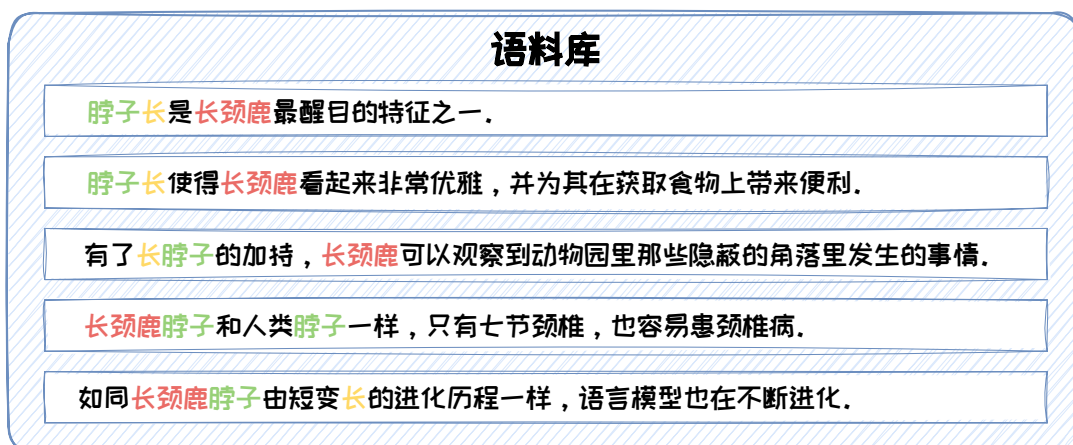 语料库
脖子长是长颈鹿最醒目的特征之一.
脖子长使得长颈鹿看起来非常优雅，并为其在获取食物上带来便利.
有了长脖子的加持，长颈鹿可以观察到动物园里那些隐蔽的角落里发生的事情.
长颈鹿脖子和人类脖子一样，只有七节颈椎，也容易患颈椎病.
如同长颈鹿脖子由短变长的进化历程一样，语言模型也在不断进化.